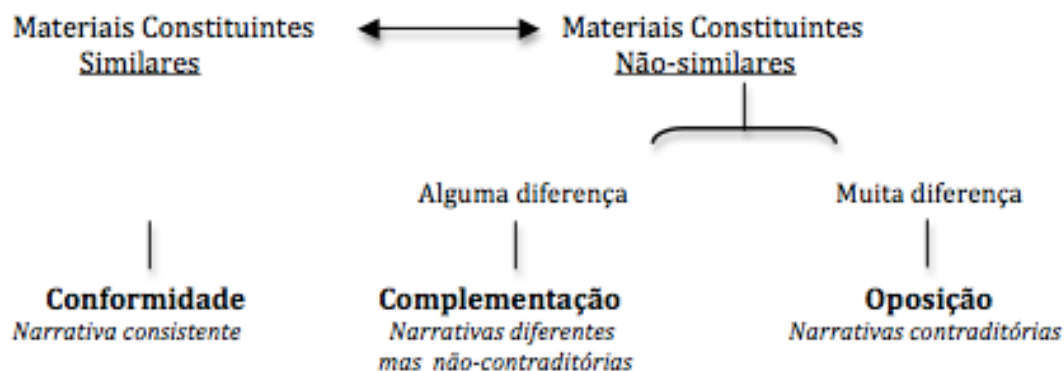 Materiais Constituintes
Similares
Materiais Constituintes
Não-similares
Alguma diferença
Muita diferença
Conformidade
Narrativa consistente
Complementação
Narrativas diferentes
mas não-contraditórias
Oposição
Narrativas contraditórias